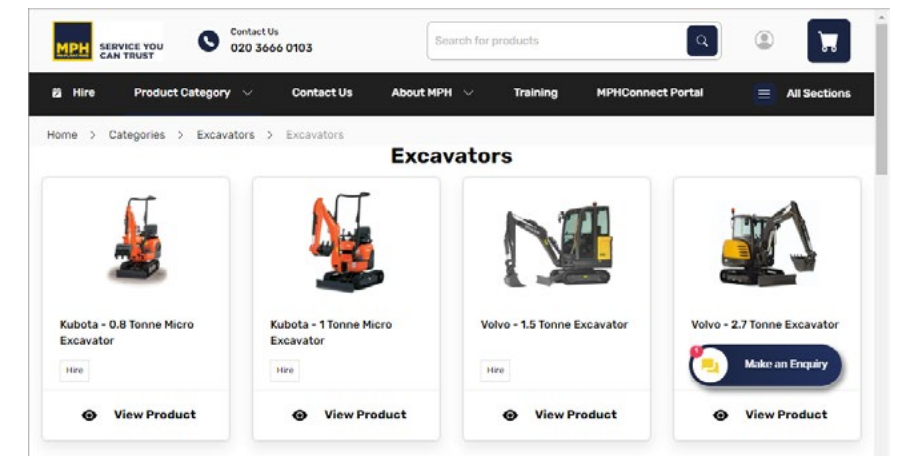 MPH
SERVICE YOU
CAN TRUST
Contact Us
020 3666 0103
Search for products
Hire
Product Category
Contact Us
About MPH
Training
MPHConnect Portal
All Sections
Home > Categories > Excavators > Excavators
Excavators
Kubota - 0.8 Tonne Micro
Excavator
Hire
View Product
Kubota - 1 Tonne Micro
Excavator
Hire
View Product
Volvo - 1.5 Tonne Excavator
Hire
View Product
Volvo - 2.7 Tonne Excavator
1
Make an Enquiry
View Product